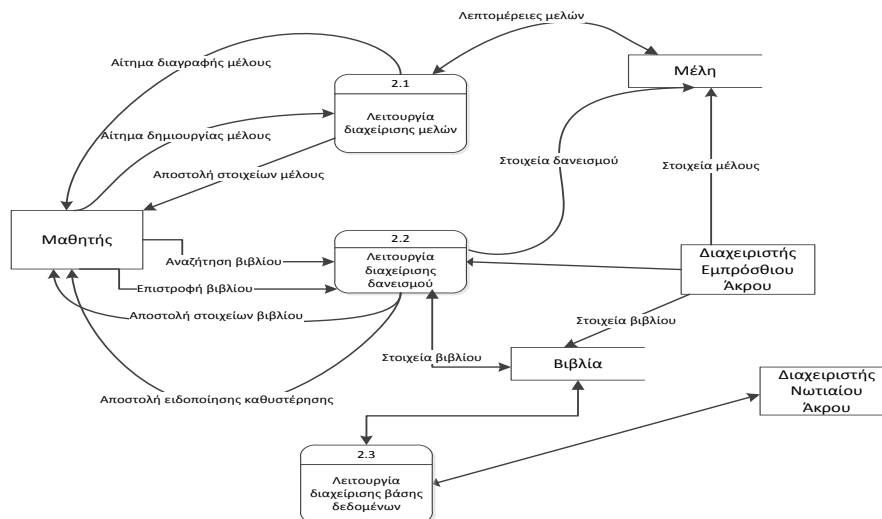 Λεπτομέρειες μελών
Αίτημα διαγραφής μέλους
2.1
Μέλη
Λειτουργία
διαχείρισης μελών
Αίτημα δημιουργίας μέλους
Στοιχεία δανεισμού
Στοιχεία μέλους
Αποστολή στοιχείων μέλους
Μαθητής
2.2
Λειτουργία
διαχείρισης
δανεισμού
Αναζήτηση βιβλίου
Διαχειριστής
Εμπρόσθιου
Άκρου
Επιστροφή βιβλίου
Αποστολή στοιχείων βιβλίου
Στοιχεία βιβλίου
Στοιχεία βιβλίου
Βιβλία
Διαχειριστής
Νωτιαίου
Άκρου
Αποστολή ειδοποίησης καθυστέρησης
2.3
Λειτουργία
διαχείρισης βάσης
δεδομένων